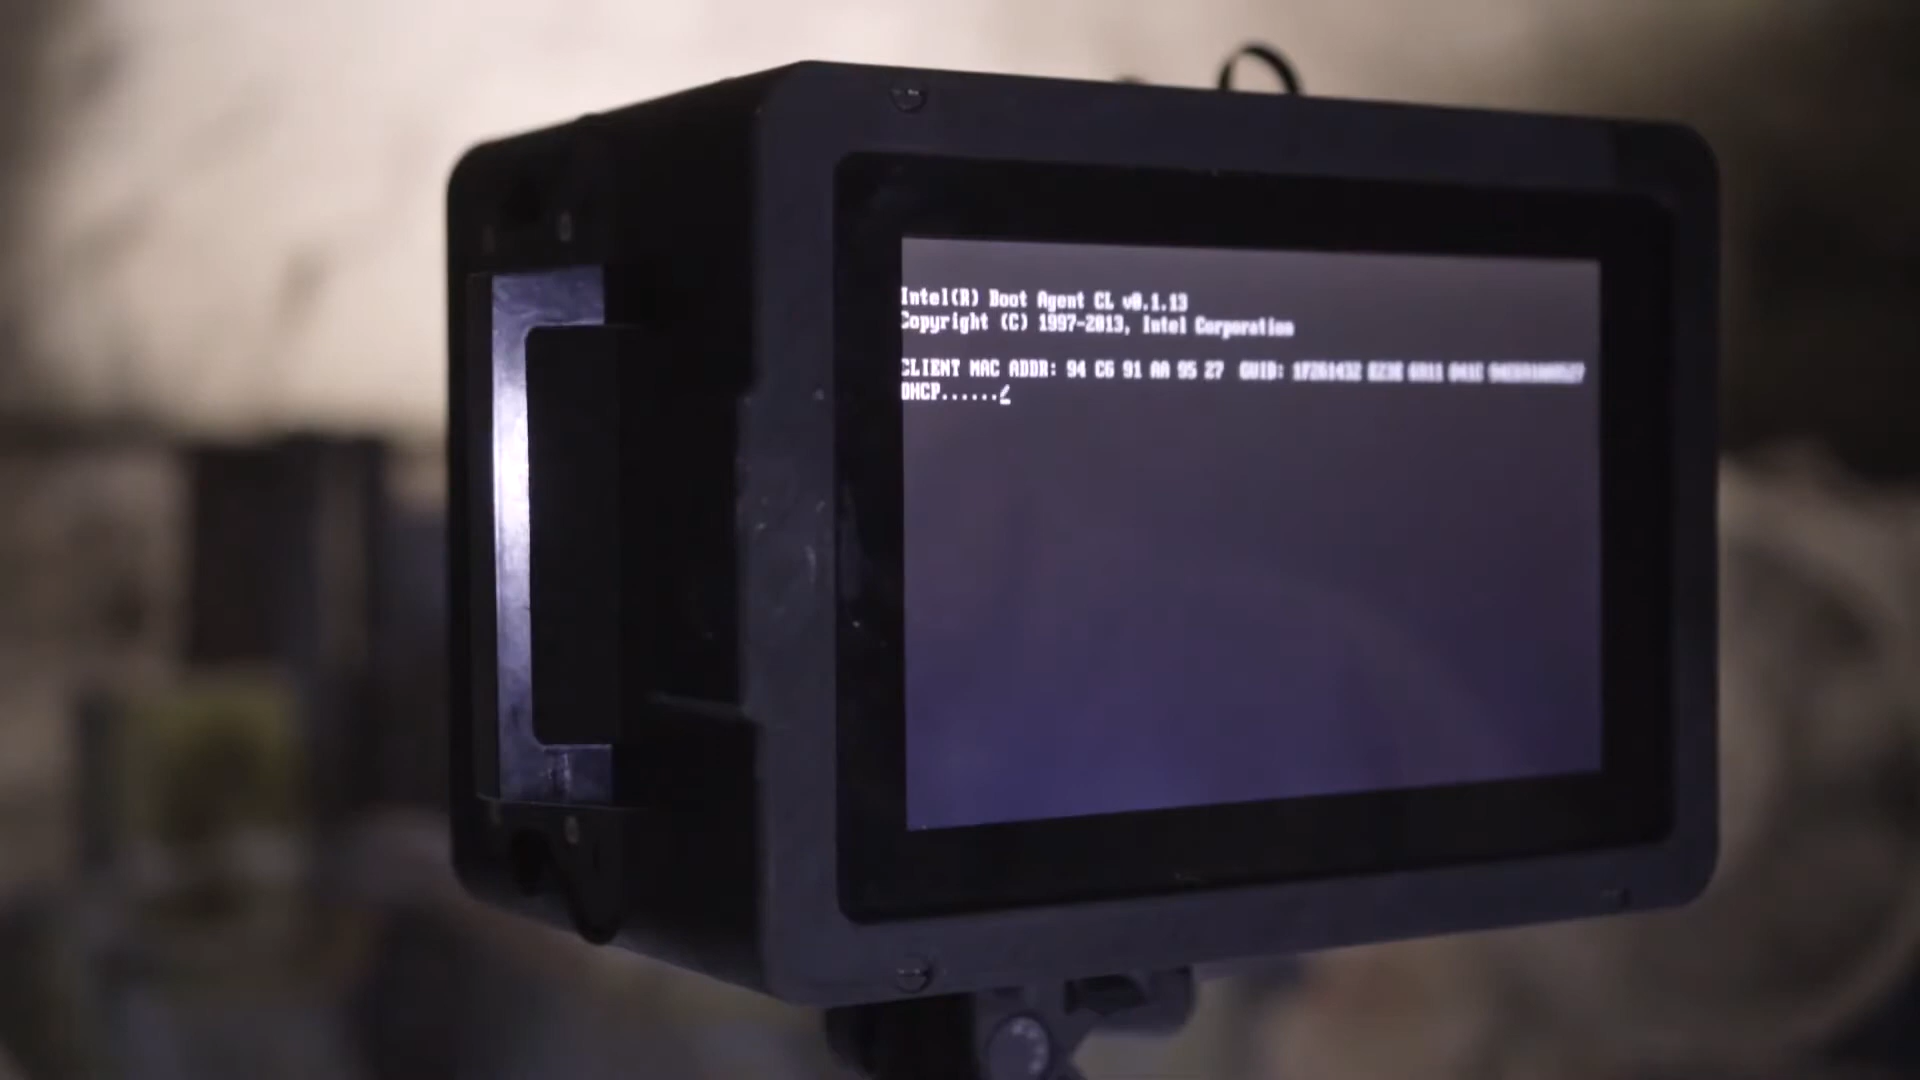 Intel(R) Boot Agent CL v0.1.13
Copyright (C) 1997-2013, Intel Corporation
CLIENT MAC ADDR: 94 C6 91 AA 95 27 GUID:
DHCP......